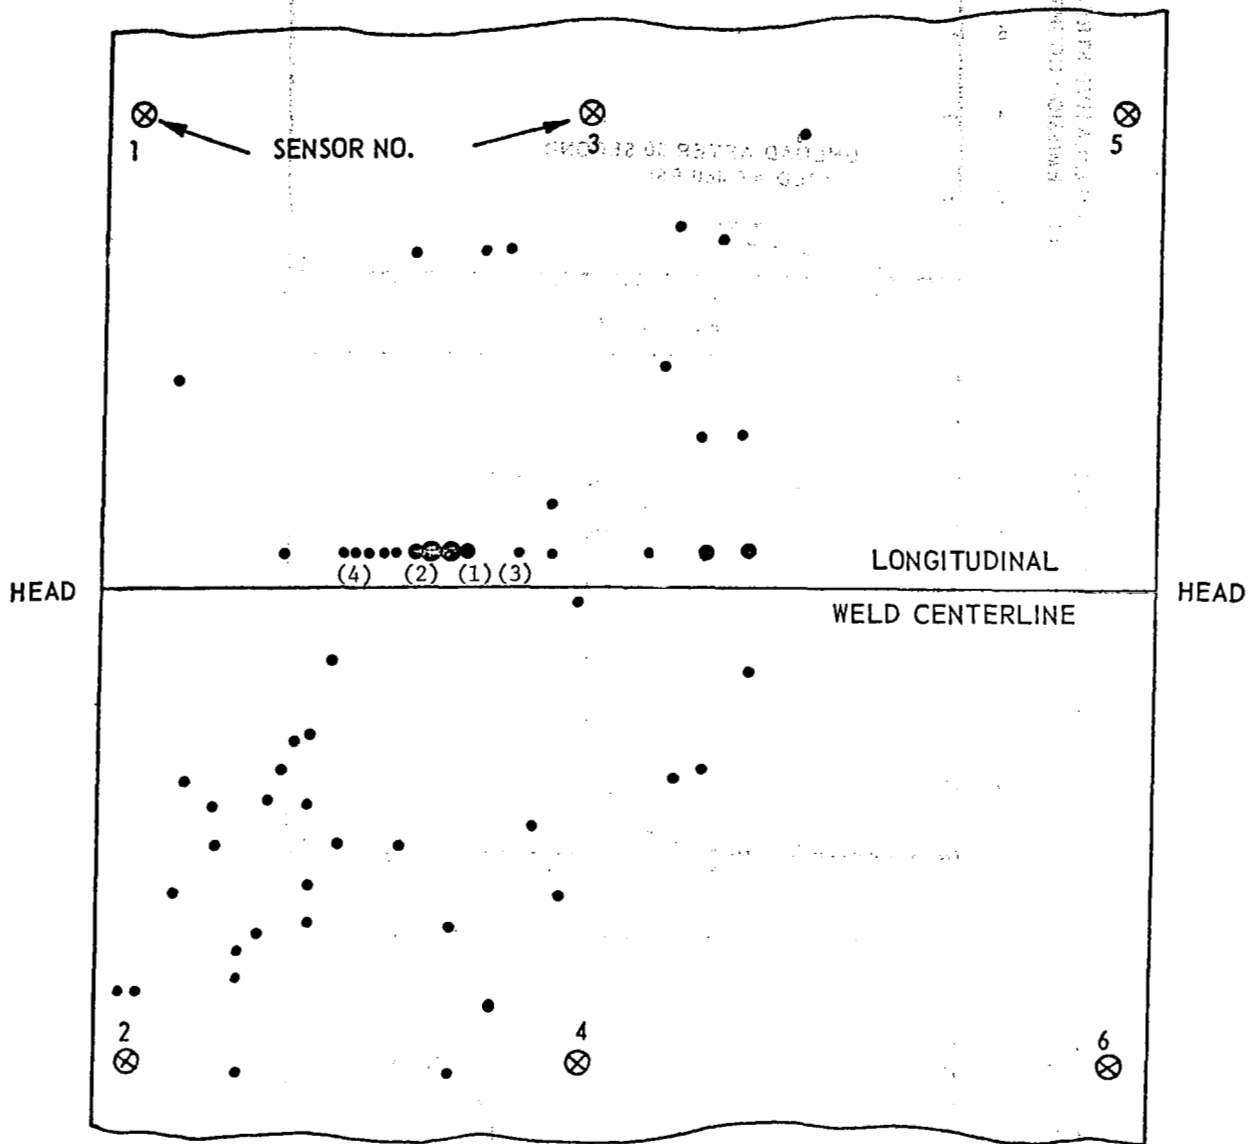 1
SENSOR NO.
3
5
(4) (2) (1) (3)
LONGITUDINAL
HEAD
HEAD
WELD CENTERLINE
2
4
6